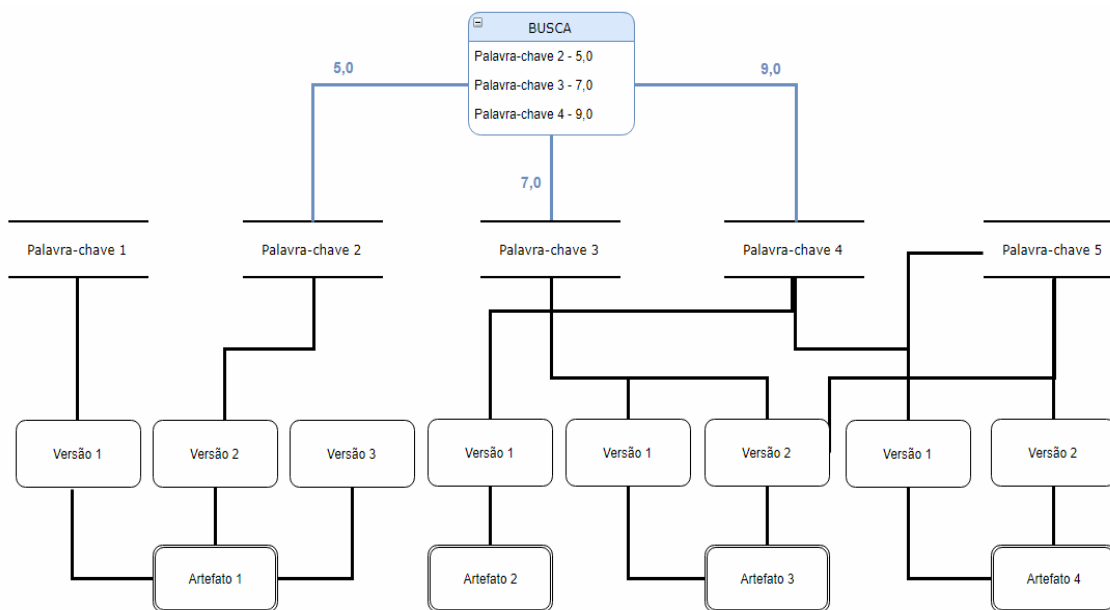 BUSCA
Palavra-chave 2 - 5,0
Palavra-chave 3 - 7,0
Palavra-chave 4 - 9,0
5,0
9,0
7,0
Palavra-chave 1
Palavra-chave 2
Palavra-chave 3
Palavra-chave 4
Palavra-chave 5
Versão 1
Versão 2
Versão 3
Versão 1
Versão 1
Versão 2
Versão 1
Versão 2
Artefato 1
Artefato 2
Artefato 3
Artefato 4